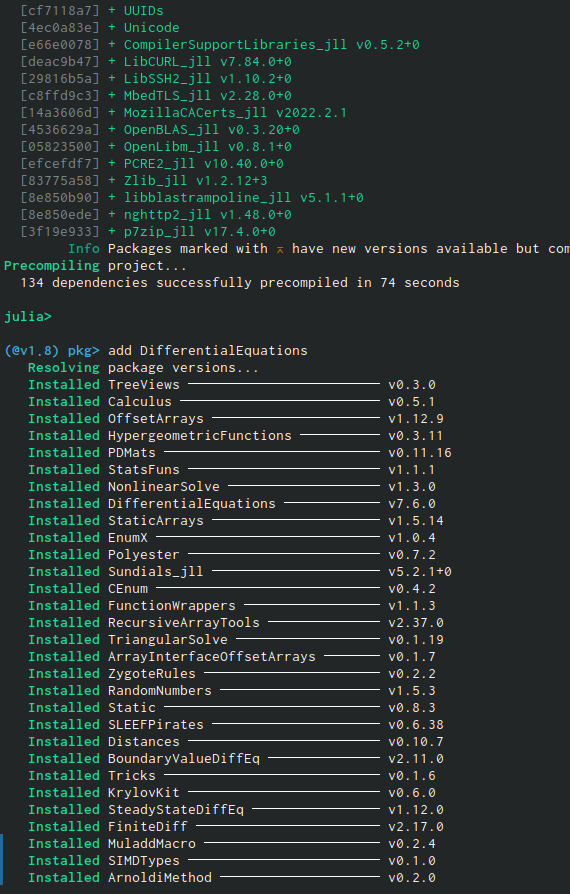 [cf7118a7] + UUIDs
[4ec0a83e] + Unicode
[e66e0078] + CompilerSupportLibraries_jll v0.5.2+0
[deac9b47] + LibCURL_jll v7.84.0+0
[29816b5a] + LibSSH2_jll v1.10.2+0
[c8ffd9c3] + MbedTLS_jll v2.28.0+0
[14a3606d] + MozillaCACerts_jll v2022.2.1
[4536629a] + OpenBLAS_jll v0.3.20+0
[05823500] + OpenLibm_jll v0.8.1+0
[efcefdf7] + PCRE2_jll v10.40.0+0
[83775a58] + Zlib_jll v1.2.12+3
[8e850b90] + libblastrampoline_jll v5.1.1+0
[8e850ede] + nghttp2_jll v1.48.0+0
[3f19e933] + p7zip_jll v17.4.0+0
Info Packages marked with ⌅ have new versions available but com
Precompiling project...
134 dependencies successfully precompiled in 74 seconds
julia>
(@v1.8) pkg> add DifferentialEquations
Resolving package versions...
Installed TreeViews ──────── v0.3.0
Installed Calculus ──────── v0.5.1
Installed OffsetArrays ──────── v1.12.9
Installed HypergeometricFunctions ──────── v0.3.11
Installed PDMats ──────── v0.11.16
Installed StatsFuns ──────── v1.1.1
Installed NonlinearSolve ──────── v1.3.0
Installed DifferentialEquations ──────── v7.6.0
Installed StaticArrays ──────── v1.5.14
Installed EnumX ──────── v1.0.4
Installed Polyester ──────── v0.7.2
Installed Sundials_jll ──────── v5.2.1+0
Installed CEnum ──────── v0.4.2
Installed FunctionWrappers ──────── v1.1.3
Installed RecursiveArrayTools ──────── v2.37.0
Installed TriangularSolve ──────── v0.1.19
Installed ArrayInterfaceOffsetArrays ──────── v0.1.7
Installed ZygoteRules ──────── v0.2.2
Installed RandomNumbers ──────── v1.5.3
Installed Static ──────── v0.8.3
Installed SLEEFPirates ──────── v0.6.38
Installed Distances ──────── v0.10.7
Installed BoundaryValueDiffEq ──────── v2.11.0
Installed Tricks ──────── v0.1.6
Installed KrylovKit ──────── v0.6.0
Installed SteadyStateDiffEq ──────── v1.12.0
Installed FiniteDiff ──────── v2.17.0
Installed MuladdMacro ──────── v0.2.4
Installed SIMDTypes ──────── v0.1.0
Installed ArnoldiMethod ──────── v0.2.0